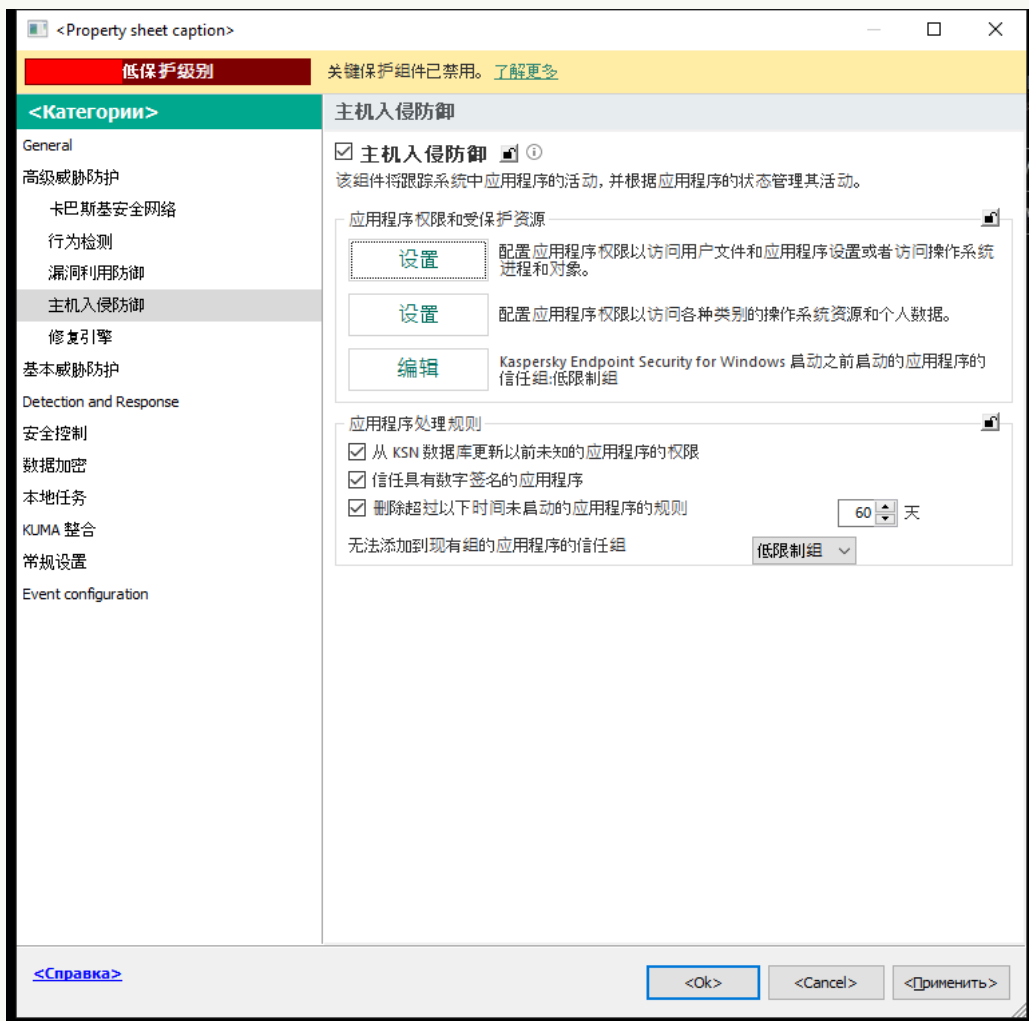 <Property sheet caption>
低保护级别
关键保护组件已禁用。 了解更多
<Категории>
General
高级威胁防护
卡巴斯基安全网络
行为检测
漏洞利用防御
主机入侵防御
修复引擎
基本威胁防护
Detection and Response
安全控制
数据加密
本地任务
KUMA 整合
常规设置
Event configuration
主机入侵防御
主机入侵防御
该组件将跟踪系统中应用程序的活动, 并根据应用程序的状态管理其活动。
应用程序权限和受保护资源
设置
配置应用程序权限以访问用户文件和应用程序设置或者访问操作系统
进程和对象。
设置
配置应用程序权限以访问各种类别的操作系统资源和个人数据。
编辑
Kaspersky Endpoint Security for Windows 启动之前启动的应用程序的
信任组:低限制组
应用程序处理规则
从 KSN 数据库更新以前未知的应用程序的权限
信任具有数字签名的应用程序
删除超过以下时间未启动的应用程序的规则
60 天
无法添加到现有组的应用程序的信任组
低限制组
<Справка>
<Ok>
<Cancel>
<Применить>